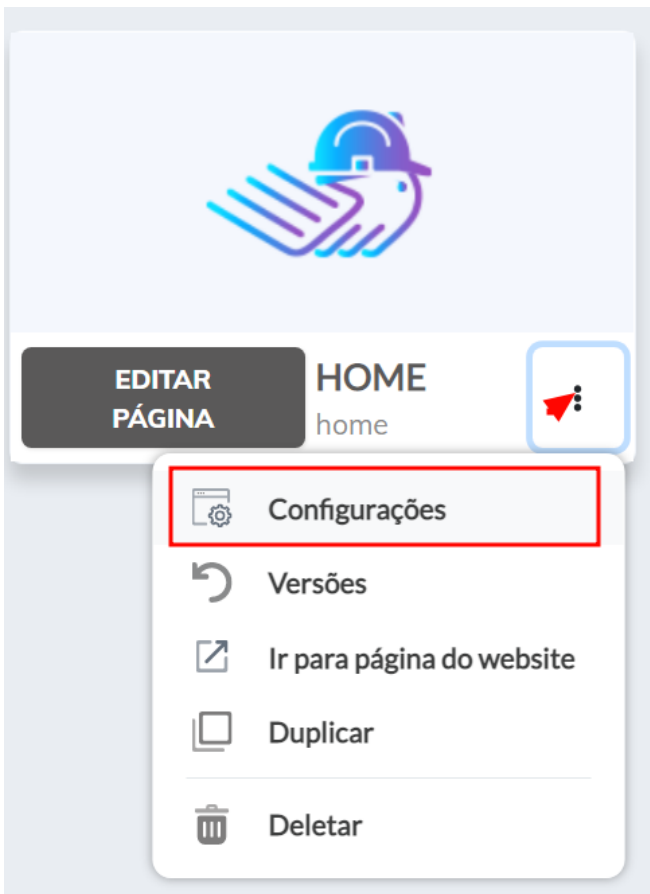 EDITAR
PÁGINA
HOME
home
Configurações
Versões
Ir para página do website
Duplicar
Deletar